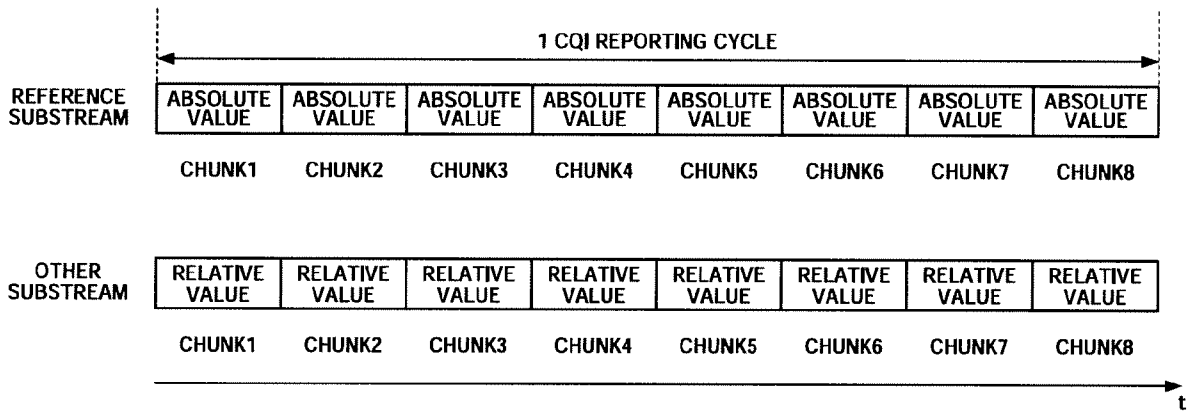 1 CQI REPORTING CYCLE
REFERENCE SUBSTREAM
ABSOLUTE VALUE ABSOLUTE VALUE ABSOLUTE VALUE ABSOLUTE VALUE ABSOLUTE VALUE ABSOLUTE VALUE ABSOLUTE VALUE ABSOLUTE VALUE
CHUNK1 CHUNK2 CHUNK3 CHUNK4 CHUNK5 CHUNK6 CHUNK7 CHUNK8
OTHER SUBSTREAM
RELATIVE VALUE RELATIVE VALUE RELATIVE VALUE RELATIVE VALUE RELATIVE VALUE RELATIVE VALUE RELATIVE VALUE RELATIVE VALUE
CHUNK1 CHUNK2 CHUNK3 CHUNK4 CHUNK5 CHUNK6 CHUNK7 CHUNK8
t